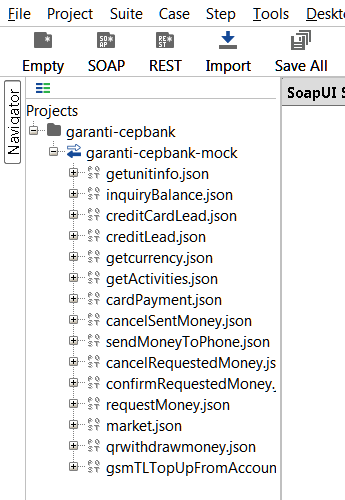 File Project Suite Case Step Tools Deskto
Empty SOAP REST Import Save All
Navigator
SoapUI S
Projects
garanti-cepbank
garanti-cepbank-mock
getunitinfo.json
inquiryBalance.json
creditCardLead.json
creditLead.json
getcurrency.json
getActivities.json
cardPayment.json
cancelSentMoney.json
sendMoneyToPhone.json
cancelRequestedMoney.js
confirmRequestedMoney.
requestMoney.json
market.json
qrwithdrawmoney.json
gsmTLTopUpFromAccoun